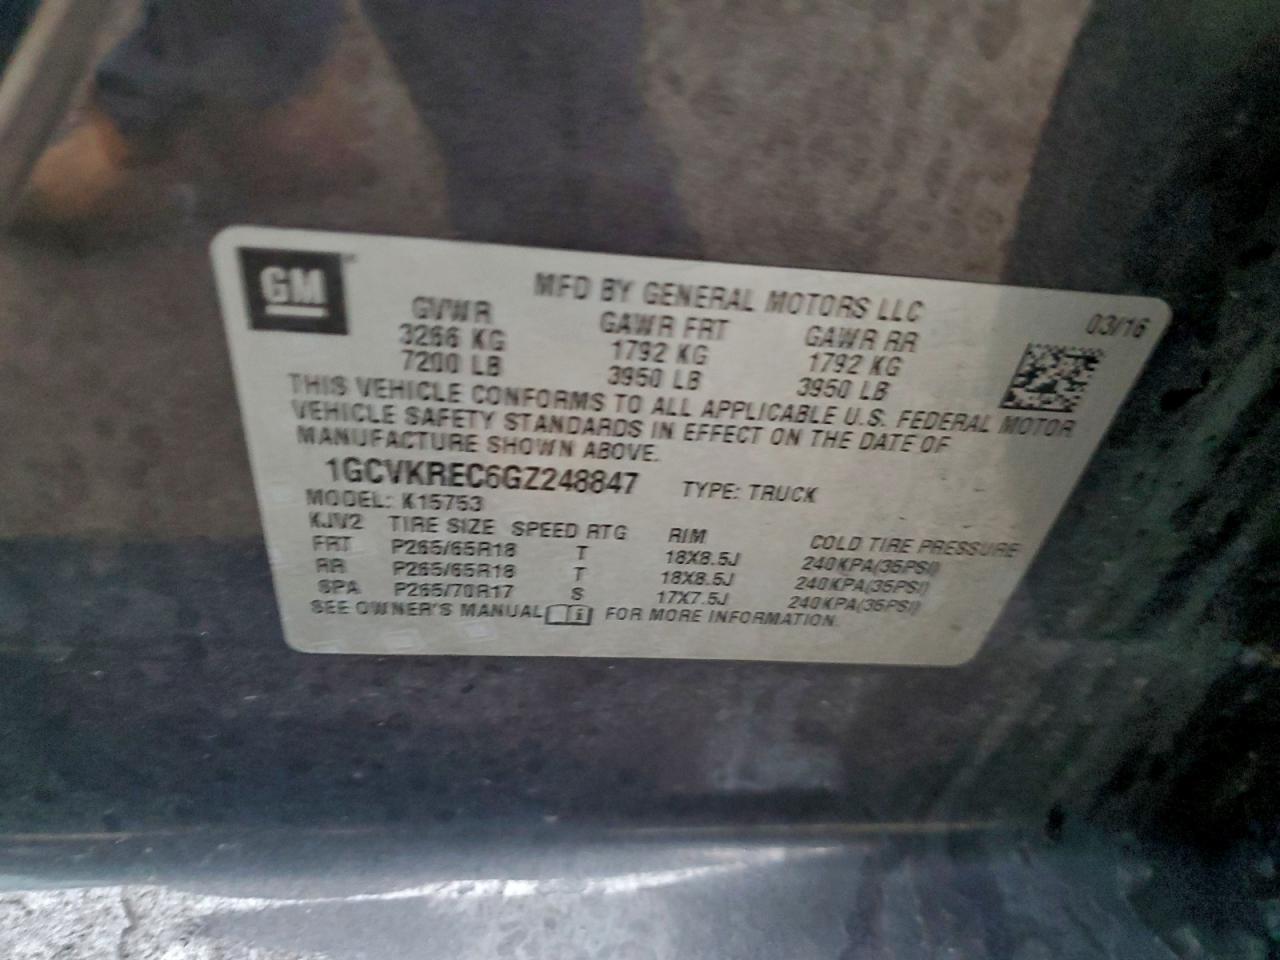 GM
MFD BY GENERAL MOTORS LLC
03/16
GVWR GAWR FRT GAWR RR
3266 KG 1792 KG 1792 KG
7200 LB 3950 LB 3950 LB
THIS VEHICLE CONFORMS TO ALL APPLICABLE U.S. FEDERAL MOTOR
VEHICLE SAFETY STANDARDS IN EFFECT ON THE DATE OF
MANUFACTURE SHOWN ABOVE.
1GCVKREC6GZ248847 TYPE: TRUCK
MODEL: K15753
KJV2 TIRE SIZE SPEED RTG RIM COLD TIRE PRESSURE
FRT P265/65R18 T 18X8.5J 240KPA(35PSI)
RR P265/65R18 T 18X8.5J 240KPA(35PSI)
SPA P265/70R17 S 17X7.5J 240KPA(35PSI)
SEE OWNER'S MANUAL FOR MORE INFORMATION.